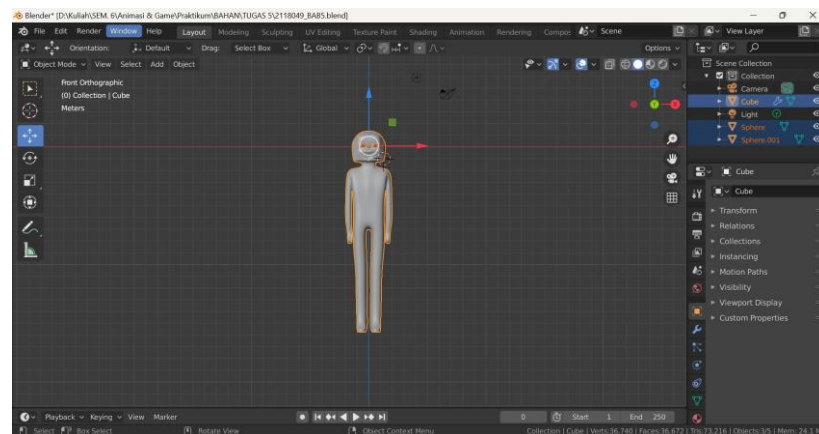 Blender* [D:\Kuliah\SEM. 6\Animasi & Game\Praktikum\BAHAN\TUGAS 5\2118049_BAB5.blend]
File Edit Render Window Help Layout Modeling Sculpting UV Editing Texture Paint Shading Animation Rendering Compos Scene View Layer
Orientation: Default Drag: Select Box Global Options
Object Mode View Select Add Object
Front Orthographic
(0) Collection | Cube
Meters
Scene Collection
Collection
Camera
Cube
Light
Sphere
Sphere.001
Cube
Cube
Transform
Relations
Collections
Instancing
Motion Paths
Visibility
Viewport Display
Custom Properties
Playback Keying View Marker 0 Start 1 End 250
Select Box Select Rotate View Object Context Menu Collection | Cube | Verts:36.740 | Faces:36.672 | Tris:73.216 | Objects:3/5 | Mem: 24.1